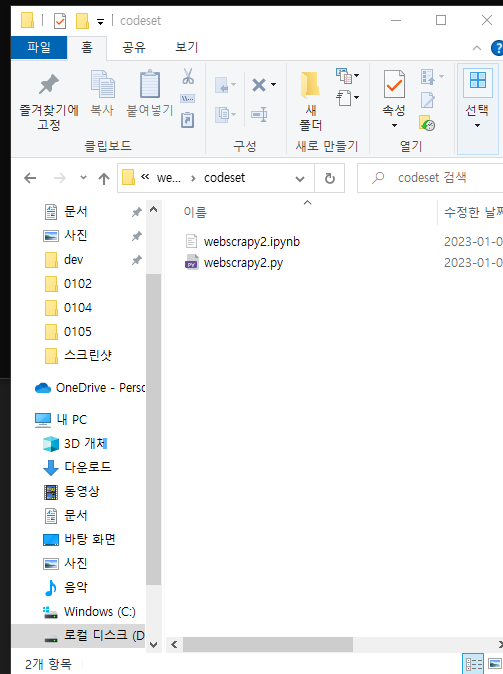 codeset
파일 홈 공유 보기
즐겨찾기에 고정
복사
붙여넣기
클립보드
구성
새 폴더
새로 만들기
속성
열기
선택
we... codeset
codeset 검색
문서
사진
dev
0102
0104
0105
스크린샷
OneDrive - Perso
내 PC
3D 개체
다운로드
동영상
문서
바탕 화면
사진
음악
Windows (C:)
로컬 디스크 (D
이름 수정한 날짜
webscrapy2.ipynb 2023-01-0
webscrapy2.py 2023-01-0
2개 항목